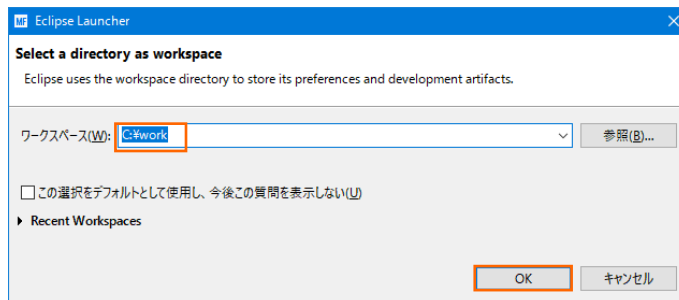 MF Eclipse Launcher
Select a directory as workspace
Eclipse uses the workspace directory to store its preferences and development artifacts.
ワークスペース(W): C:¥work 参照(B)...
この選択をデフォルトとして使用し、今後この質問を表示しない(U)
Recent Workspaces
OK キャンセル